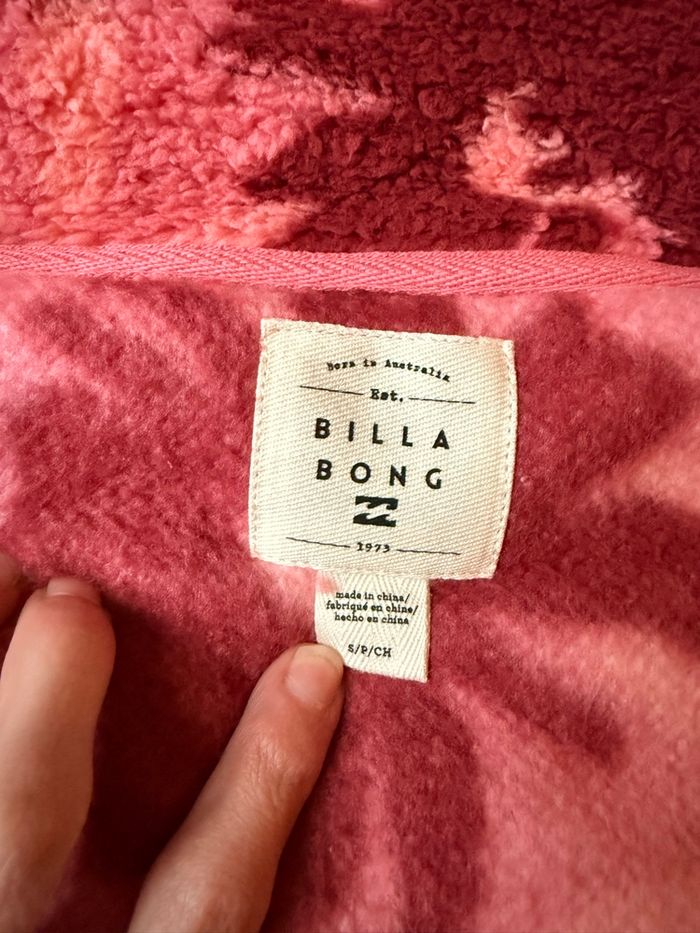 Born in Australia
Est.
BILLA
BONG
1973
made in china/
fabriqué en chine/
hecho en china
S/P/CH